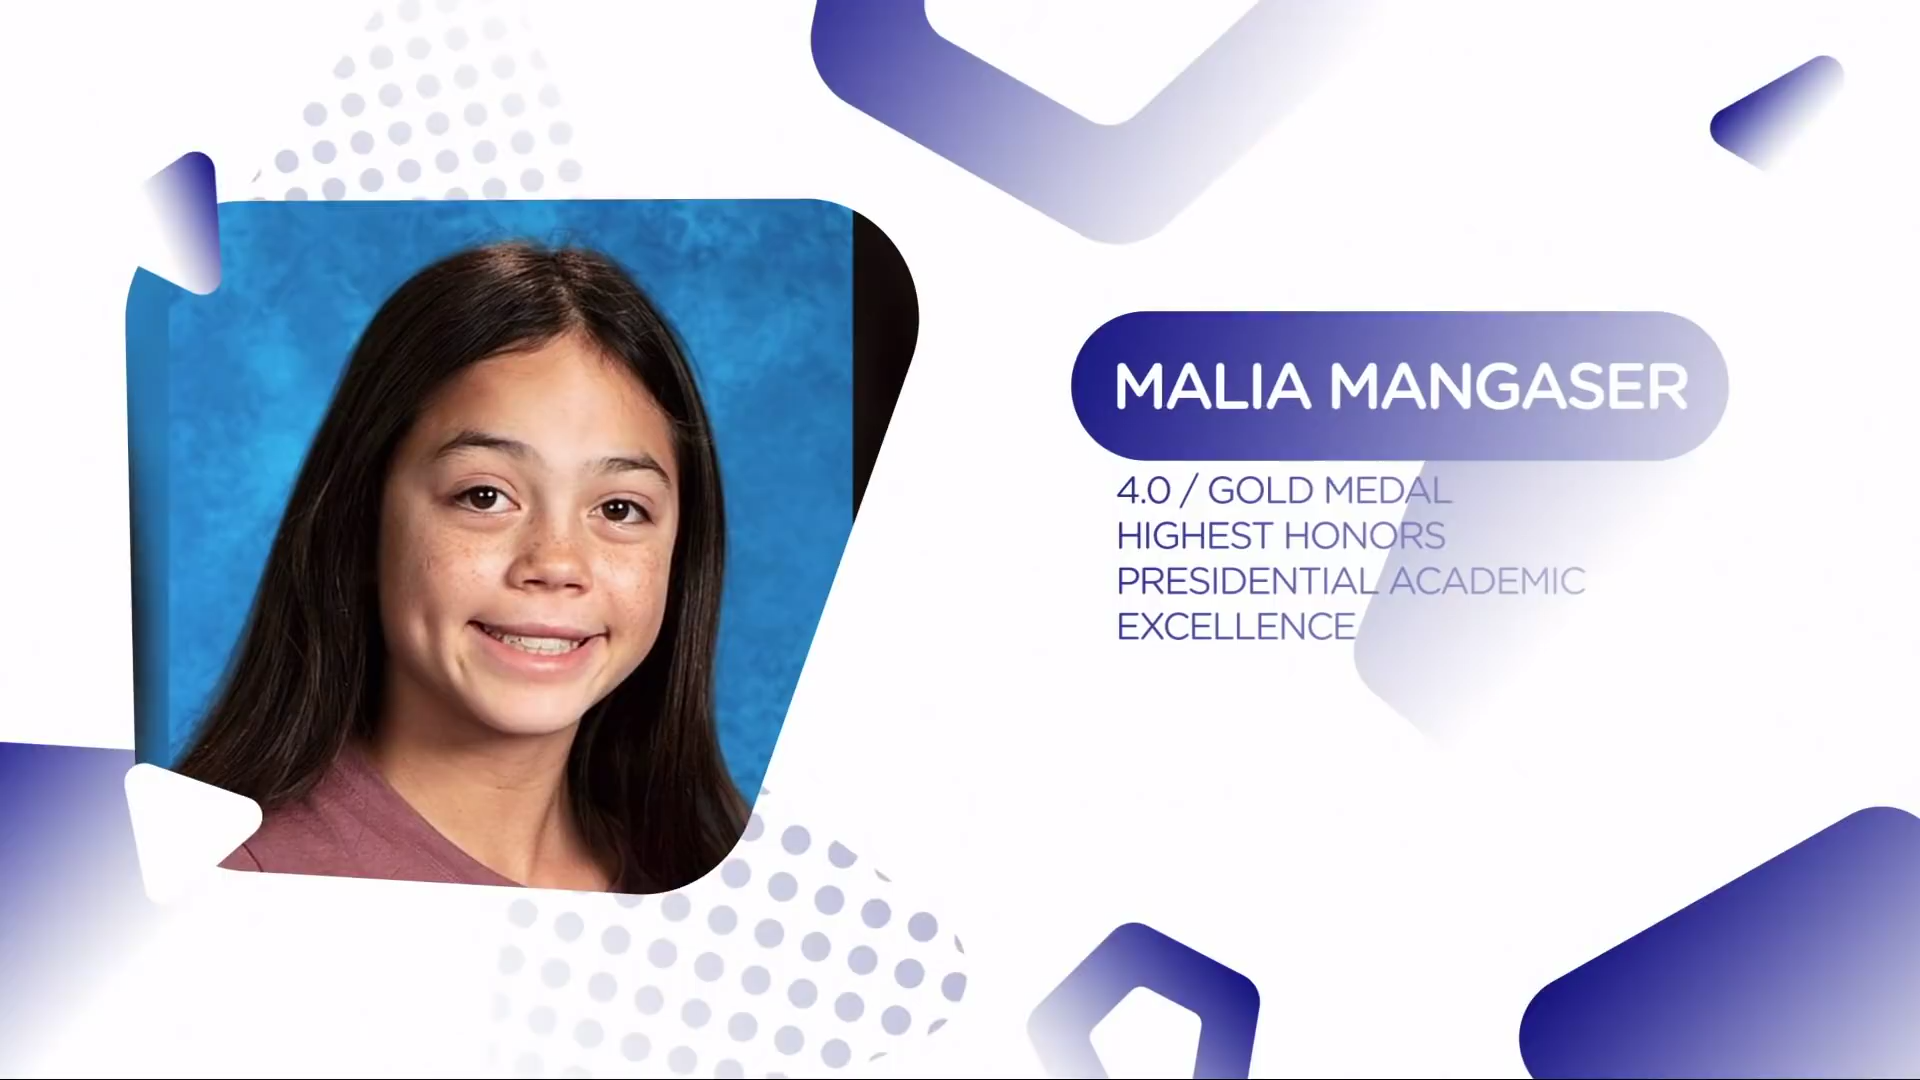 MALIA MANGASER
4.0 / GOLD MEDAL
HIGHEST HONORS
PRESIDENTIAL ACADEMIC
EXCELLENCE